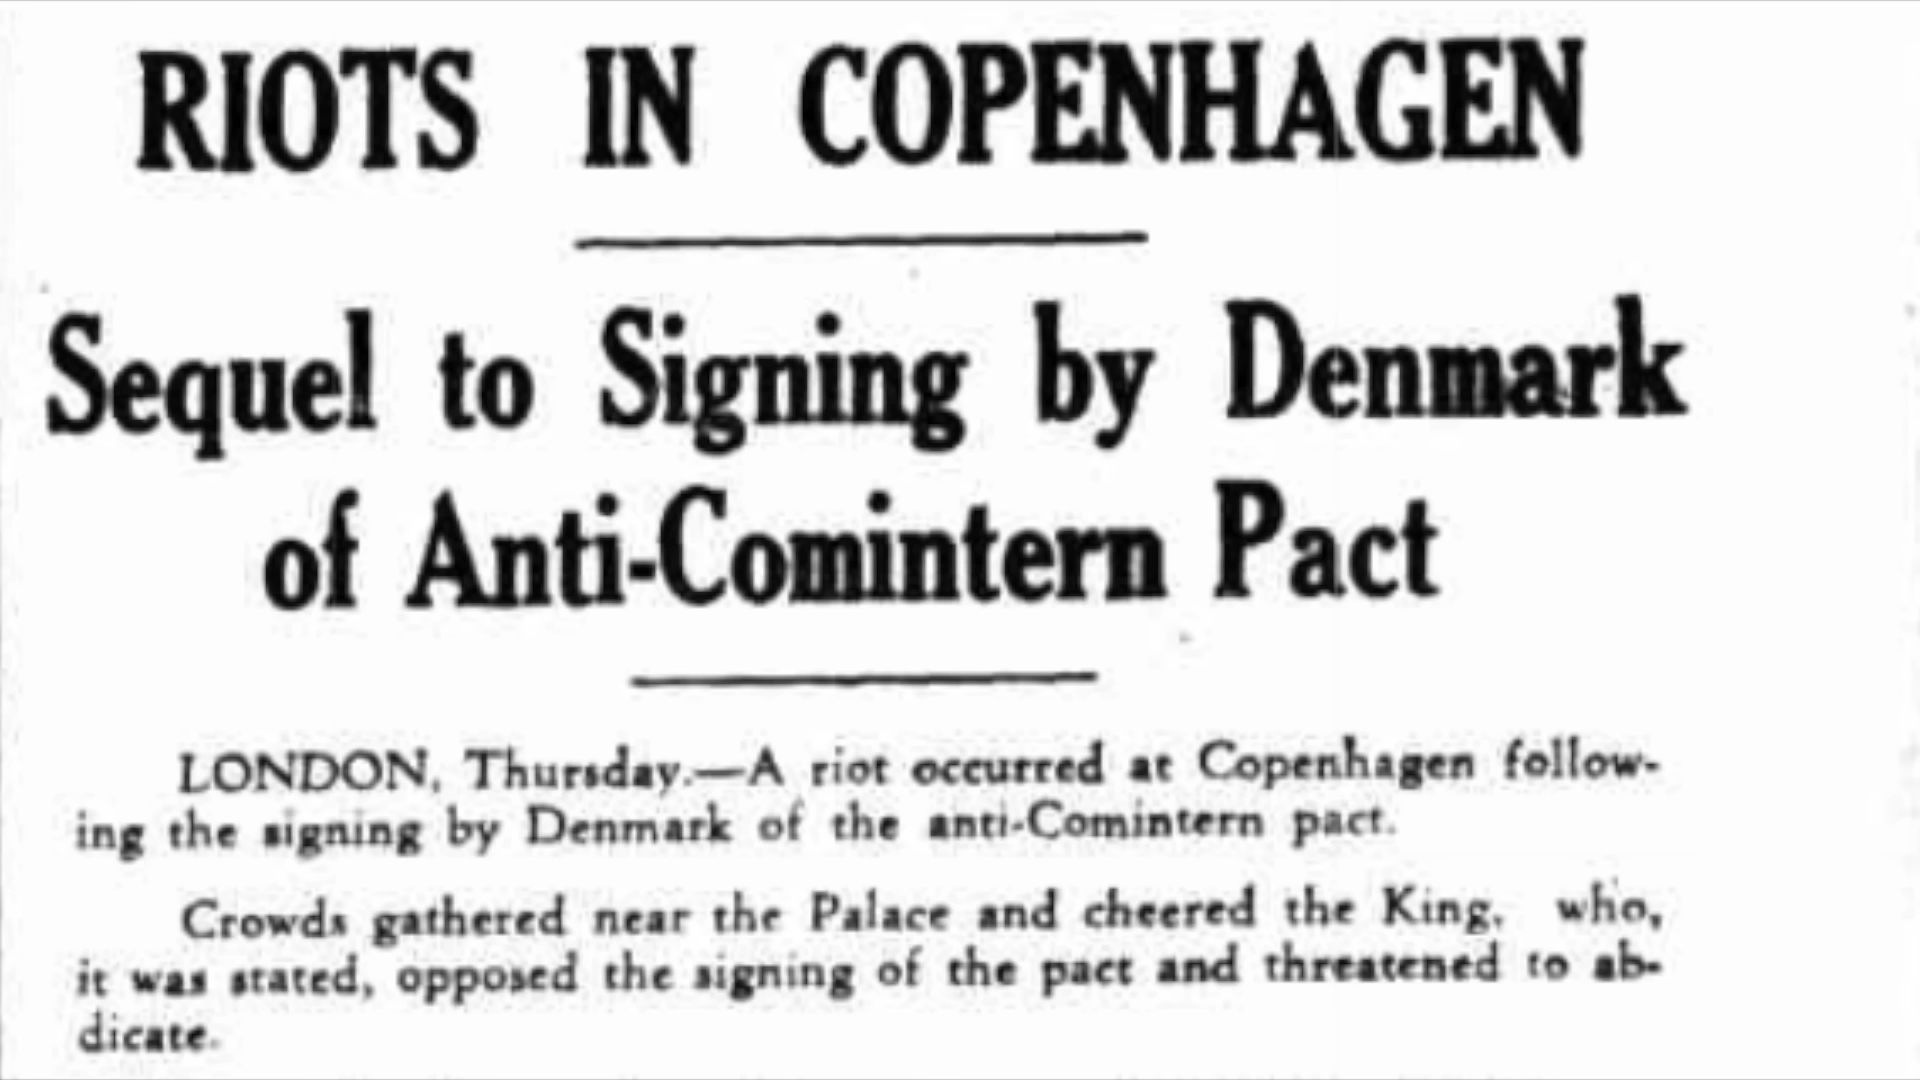 RIOTS IN COPENHAGEN
Sequel to Signing by Denmark
of Anti-Comintern Pact
LONDON, Thursday.—A riot occurred at Copenhagen follow-
ing the signing by Denmark of the anti-Comintern pact.
Crowds gathered near the Palace and cheered the King, who,
it was stated, opposed the signing of the pact and threatened to ab-
dicate.